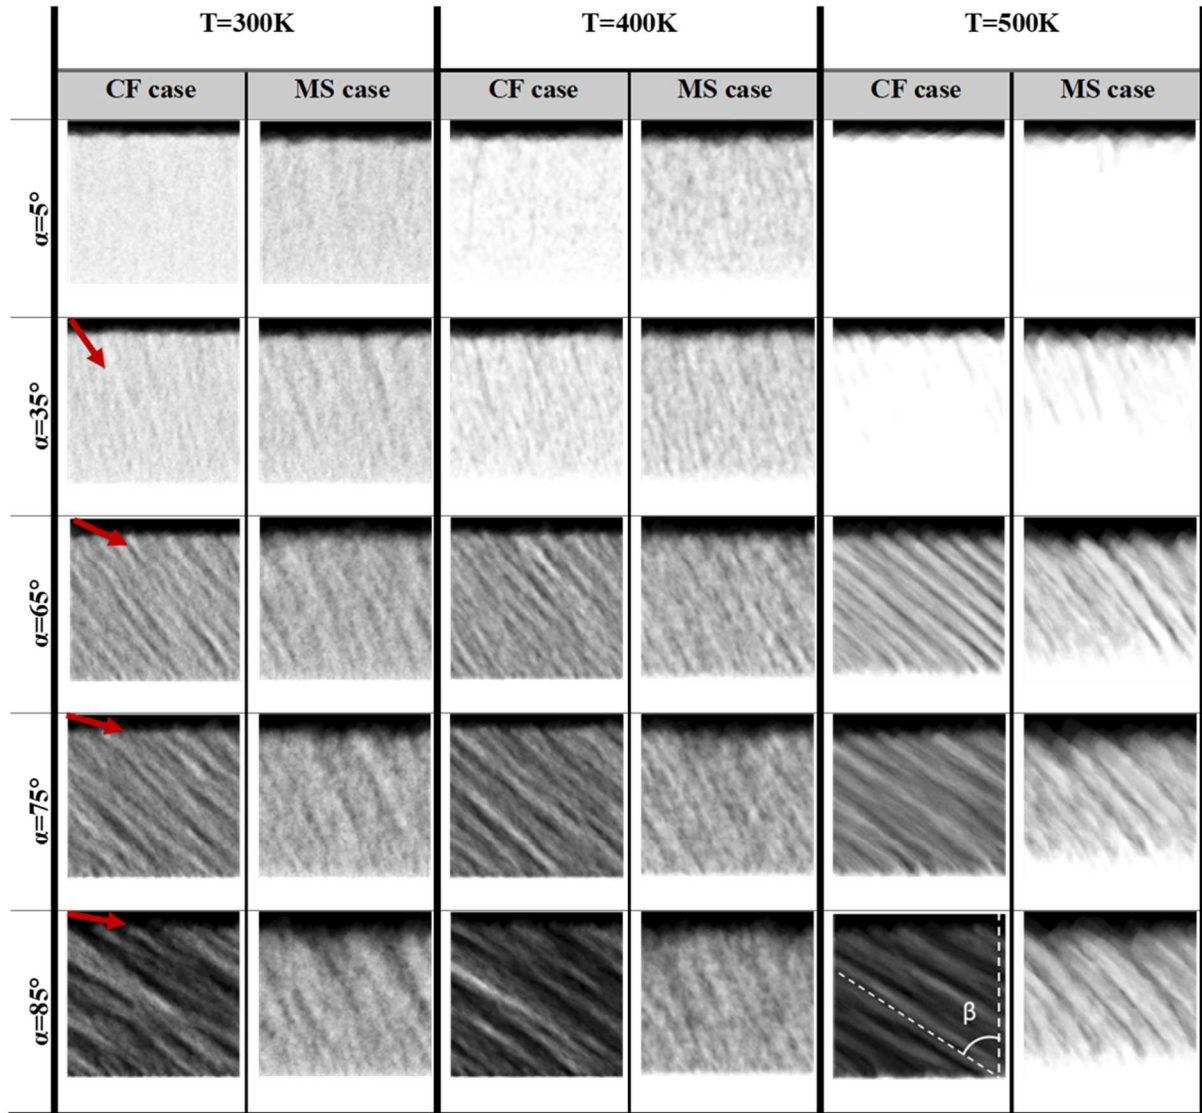 T=300K T=400K T=500K
CF case MS case CF case MS case CF case MS case
α=5°
α=35°
α=65°
α=75°
α=85°
β